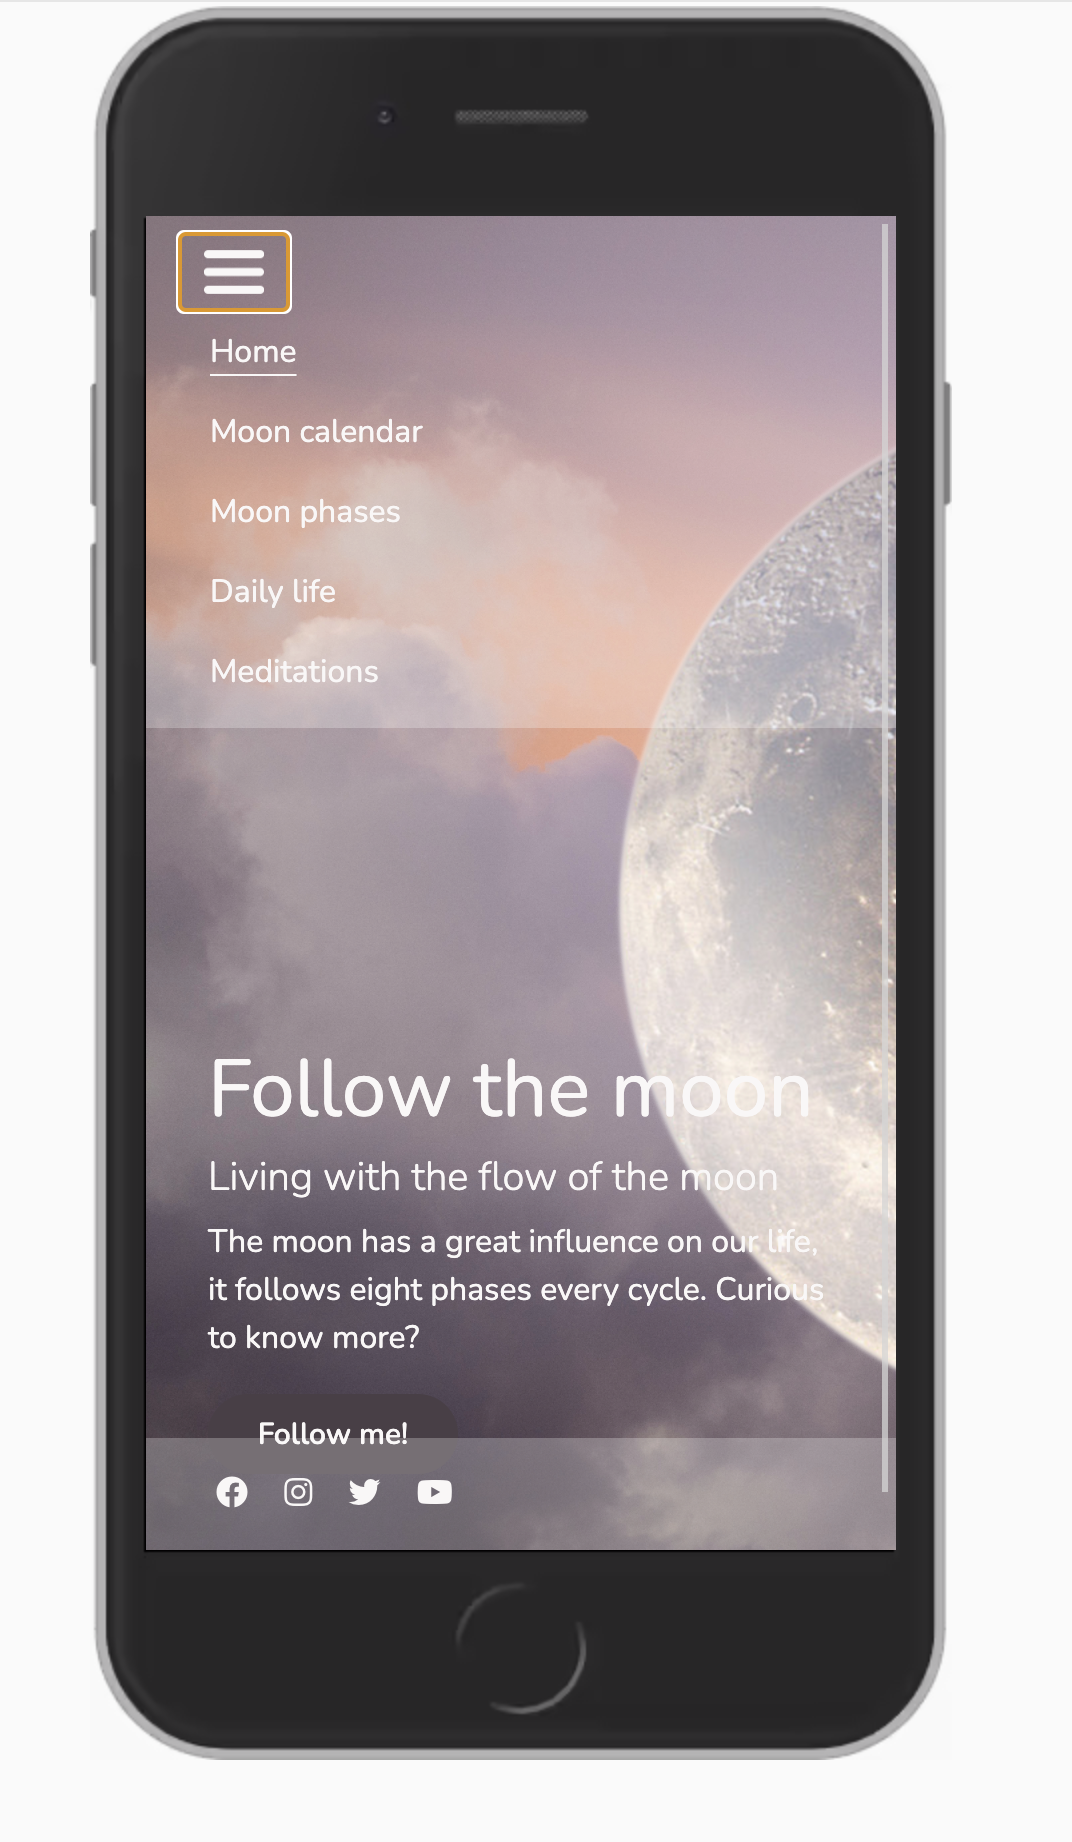 Home
Moon calendar
Moon phases
Daily life
Meditations
Follow the moon
Living with the flow of the moon
The moon has a great influence on our life,
it follows eight phases every cycle. Curious
to know more?
Follow me!